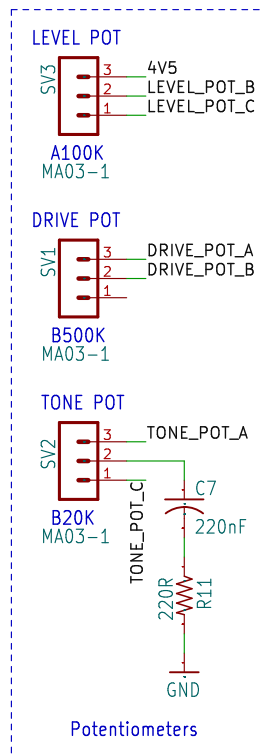 LEVEL POT
SV3
3
4V5
2
LEVEL_POT_B
1
LEVEL_POT_C
A100K
MA03-1
DRIVE POT
SV1
3
DRIVE_POT_A
2
DRIVE_POT_B
1
B500K
MA03-1
TONE POT
SV2
3
TONE_POT_A
2
1
TONE_POT_C
B20K
MA03-1
C7
220nF
220R
R11
GND
Potentiometers